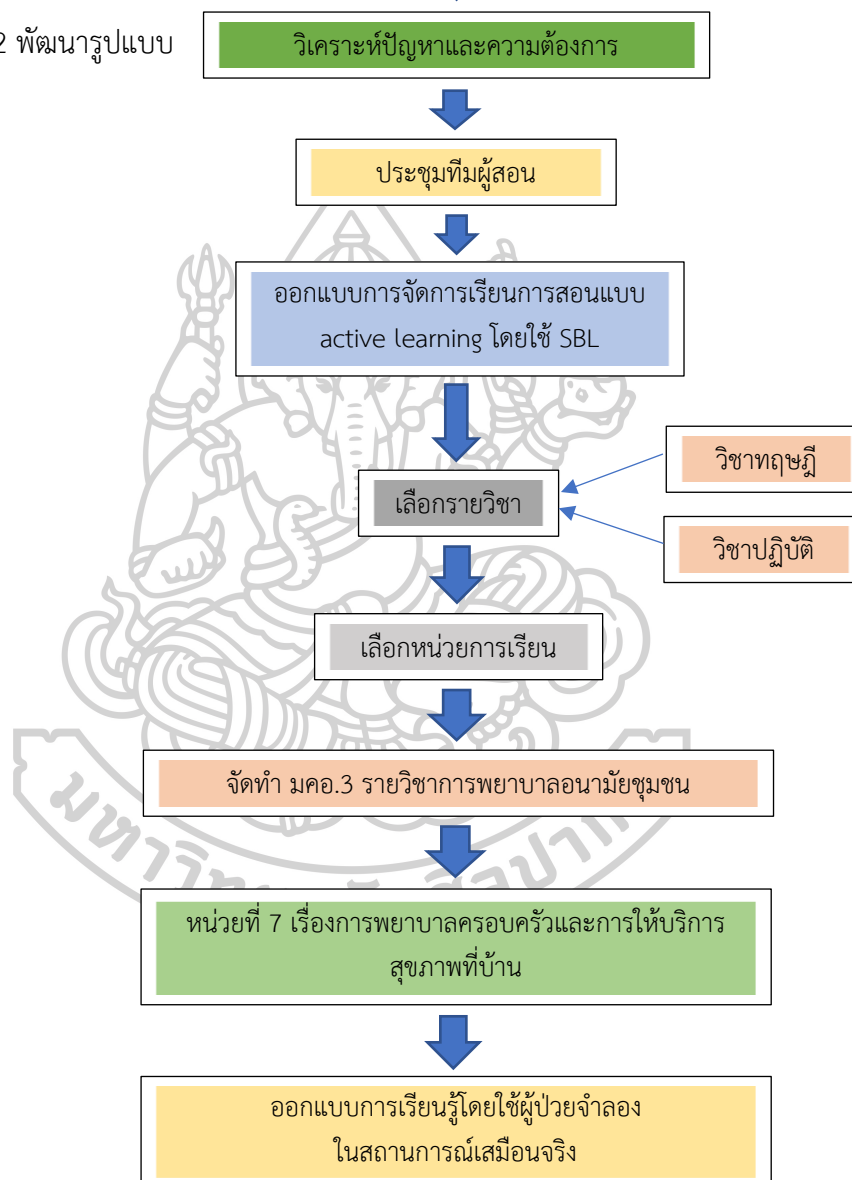 2 พัฒนารูปแบบ
วิเคราะห์ปัญหาและความต้องการ
ประชุมทีมผู้สอน
ออกแบบการจัดการเรียนการสอนแบบ
active learning โดยใช้ SBL
วิชาทฤษฎี
เลือกรายวิชา
วิชาปฏิบัติ
เลือกหน่วยการเรียน
จัดทำ มคอ.3 รายวิชาการพยาบาลอนามัยชุมชน
หน่วยที่ 7 เรื่องการพยาบาลครอบครัวและการให้บริการ
สุขภาพที่บ้าน
ออกแบบการเรียนรู้โดยใช้ผู้ป่วยจำลอง
ในสถานการณ์เสมือนจริง